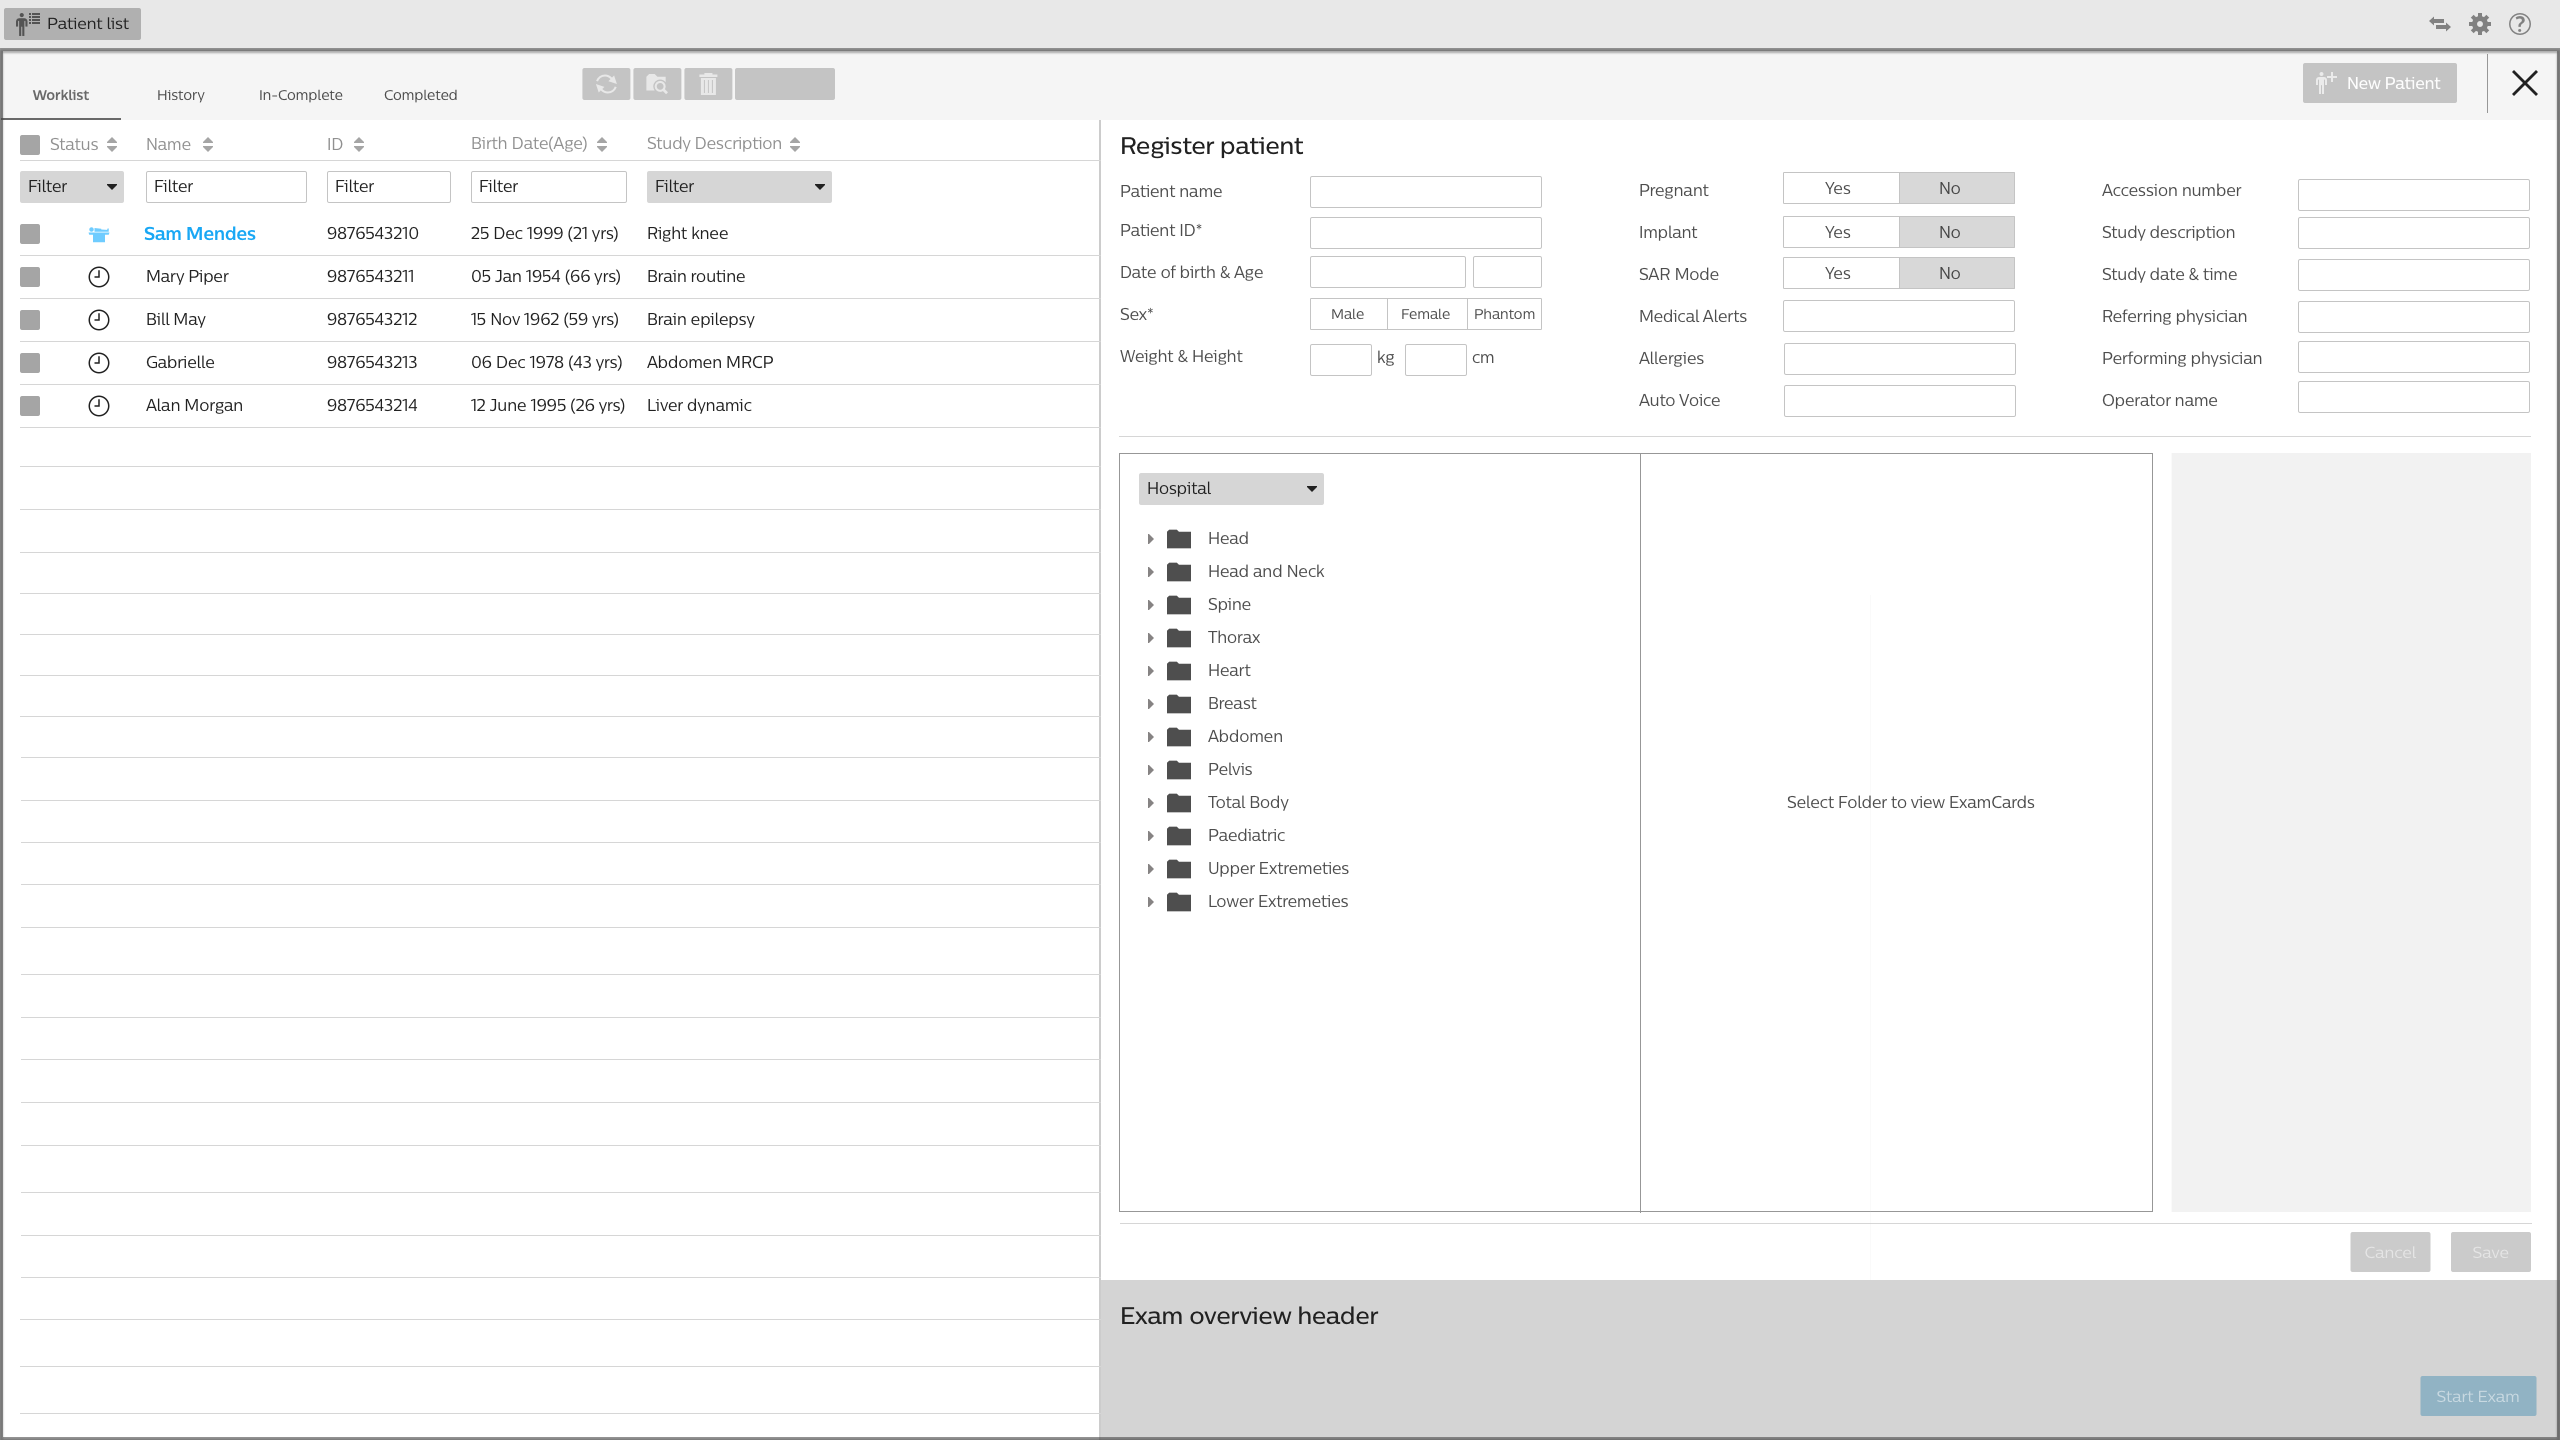 Patient list
Worklist
History
In-Complete
Completed
New Patient
Status
Name
ID
Birth Date(Age)
Study Description
Filter
Filter
Filter
Filter
Filter
Sam Mendes 9876543210 25 Dec 1999 (21 yrs) Right knee
Mary Piper 9876543211 05 Jan 1954 (66 yrs) Brain routine
Bill May 9876543212 15 Nov 1962 (59 yrs) Brain epilepsy
Gabrielle 9876543213 06 Dec 1978 (43 yrs) Abdomen MRCP
Alan Morgan 9876543214 12 June 1995 (26 yrs) Liver dynamic
Register patient
Patient name
Patient ID*
Date of birth & Age
Sex* Male Female Phantom
Weight & Height kg cm
Pregnant Yes No
Implant Yes No
SAR Mode Yes No
Medical Alerts
Allergies
Auto Voice
Accession number
Study description
Study date & time
Referring physician
Performing physician
Operator name
Hospital
Head
Head and Neck
Spine
Thorax
Heart
Breast
Abdomen
Pelvis
Total Body
Paediatric
Upper Extremeties
Lower Extremeties
Select Folder to view ExamCards
Cancel
Save
Exam overview header
Start Exam